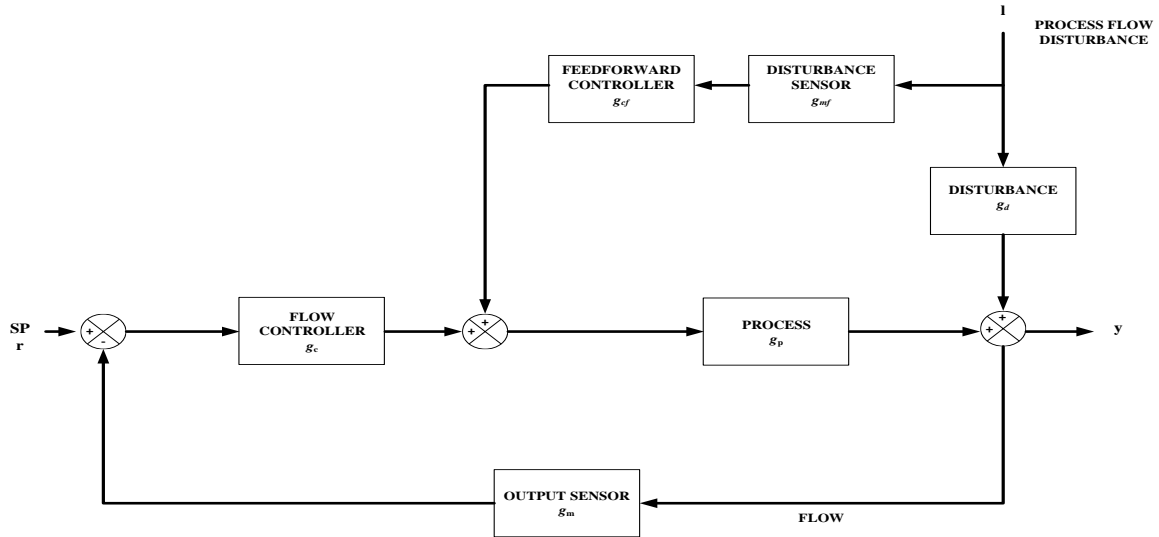 l
PROCESS FLOW
DISTURBANCE
FEEDFORWARD
CONTROLLER
gcf
DISTURBANCE
SENSOR
gmf
DISTURBANCE
gd
SP
r
+
-
FLOW
CONTROLLER
gc
+
+
PROCESS
gp
+
+
y
OUTPUT SENSOR
gm
FLOW